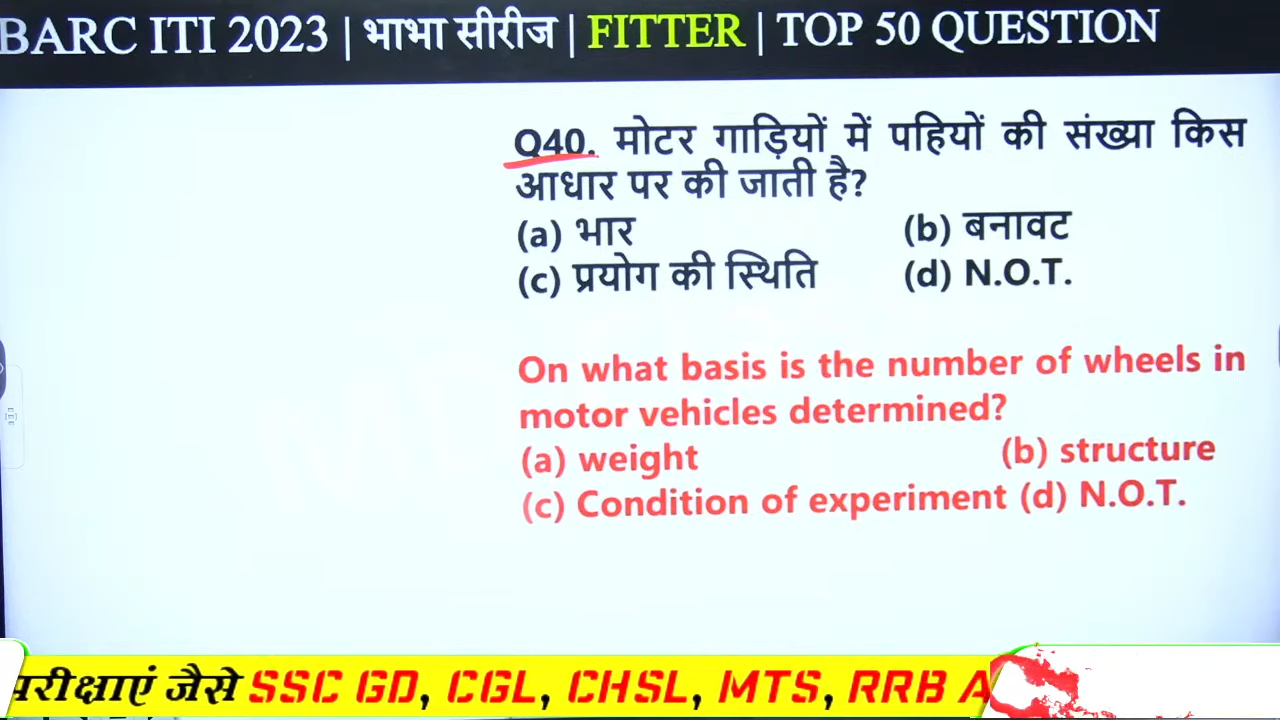 BARC ITI 2023 | भाभा सीरीज | FITTER | TOP 50 QUESTION
Q40. मोटर गाड़ियों में पहियों की संख्या किस
आधार पर की जाती है?
(a) भार (b) बनावट
(c) प्रयोग की स्थिति (d) N.O.T.
On what basis is the number of wheels in
motor vehicles determined?
(a) weight (b) structure
(c) Condition of experiment (d) N.O.T.
परीक्षाएं जैसे SSC GD, CGL, CHSL, MTS, RRB A